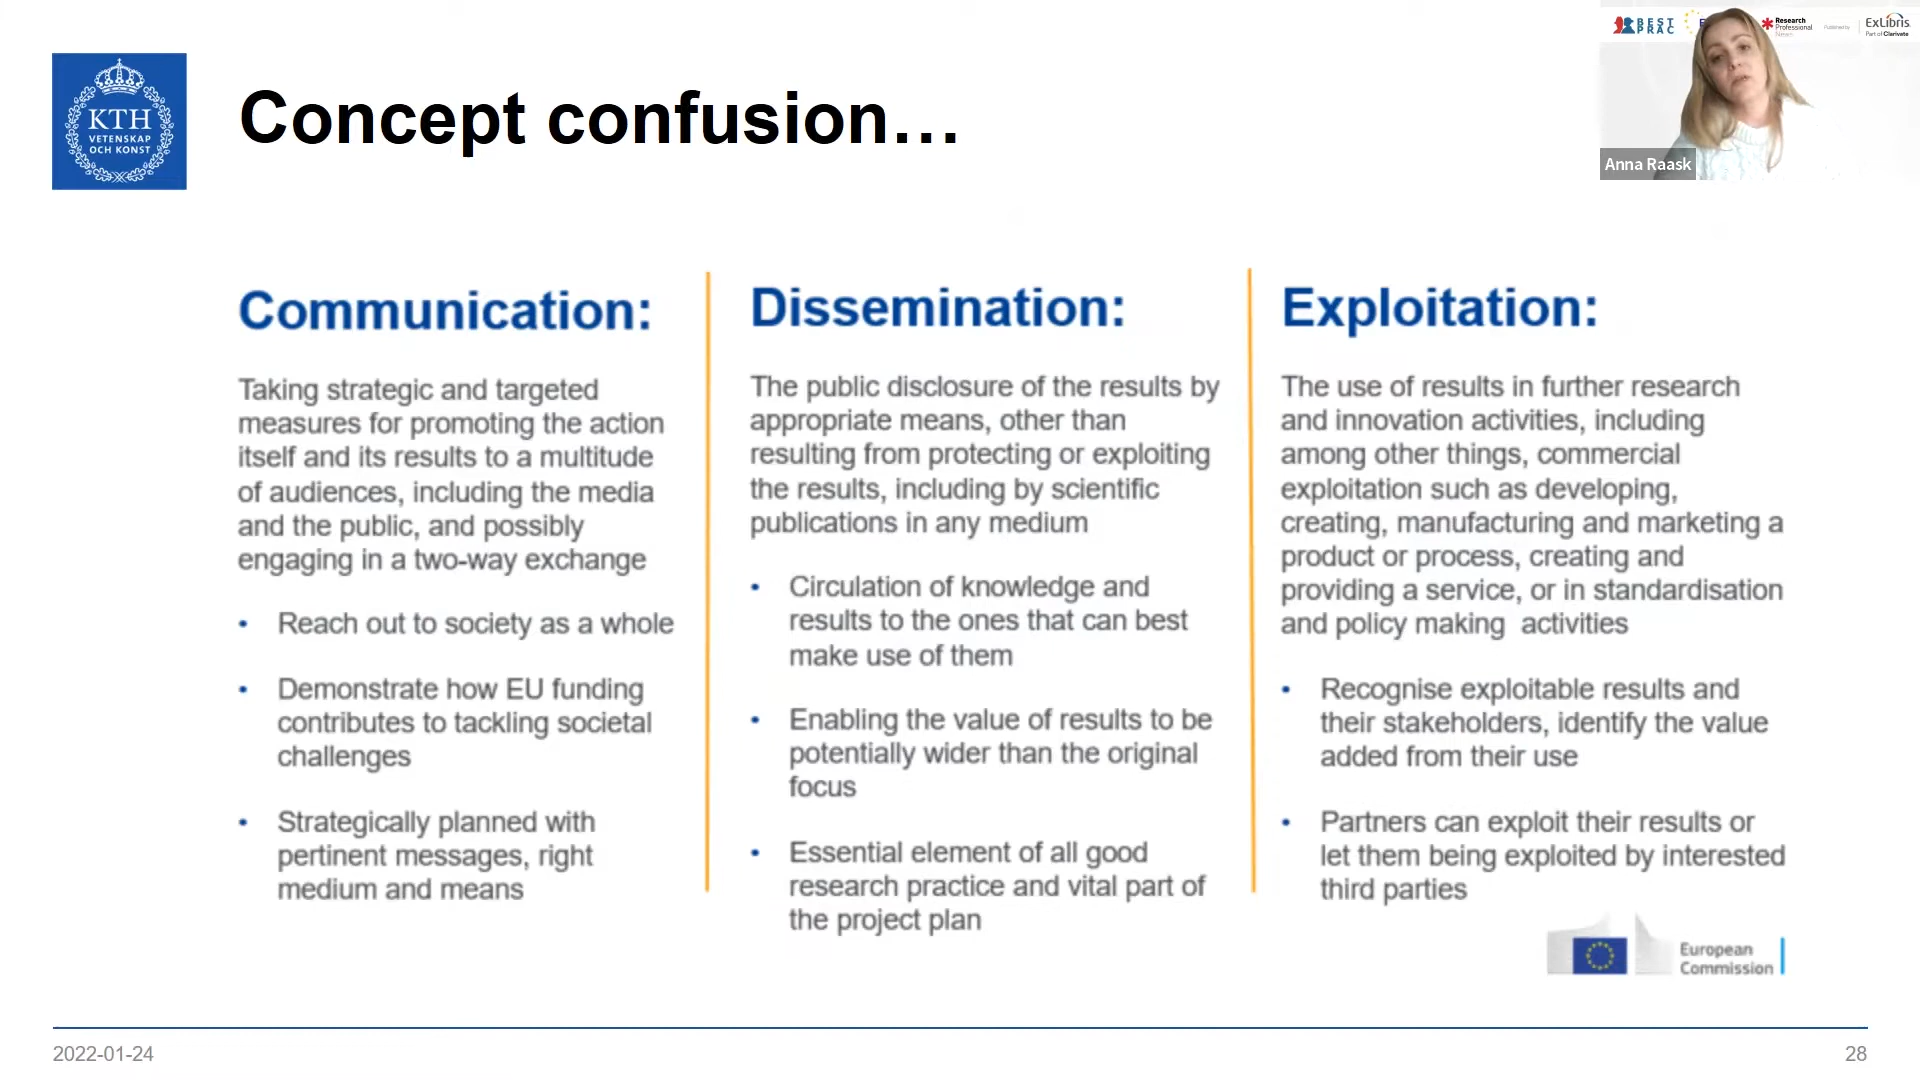 BEST
PRAC
Research
Professional
News
Published by
ExLibris
Part of Clarivate
Anna Raask
KTH
VETENSKAP
OCH KONST
Concept confusion…
Communication:
Taking strategic and targeted
measures for promoting the action
itself and its results to a multitude
of audiences, including the media
and the public, and possibly
engaging in a two-way exchange
• Reach out to society as a whole
• Demonstrate how EU funding
contributes to tackling societal
challenges
• Strategically planned with
pertinent messages, right
medium and means
Dissemination:
The public disclosure of the results by
appropriate means, other than
resulting from protecting or exploiting
the results, including by scientific
publications in any medium
• Circulation of knowledge and
results to the ones that can best
make use of them
• Enabling the value of results to be
potentially wider than the original
focus
• Essential element of all good
research practice and vital part of
the project plan
Exploitation:
The use of results in further research
and innovation activities, including
among other things, commercial
exploitation such as developing,
creating, manufacturing and marketing a
product or process, creating and
providing a service, or in standardisation
and policy making activities
• Recognise exploitable results and
their stakeholders, identify the value
added from their use
• Partners can exploit their results or
let them being exploited by interested
third parties
European
Commission
2022-01-24
28